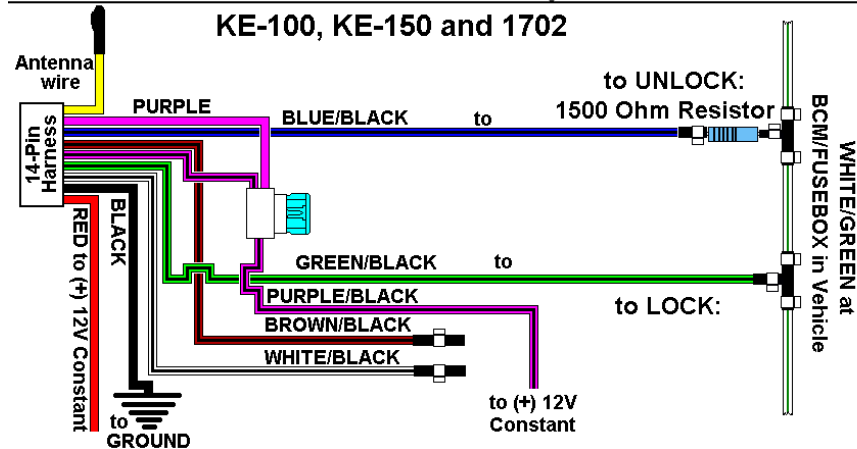 KE-100, KE-150 and 1702
Antenna
wire
14-Pin
Harness
PURPLE
BLUE/BLACK to
to UNLOCK:
1500 Ohm Resistor
WHITE/GREEN at
BCM/FUSEBOX in Vehicle
RED to (+) 12V Constant
BLACK
GREEN/BLACK to
to LOCK:
PURPLE/BLACK
BROWN/BLACK
WHITE/BLACK
to (+) 12V
Constant
to
GROUND